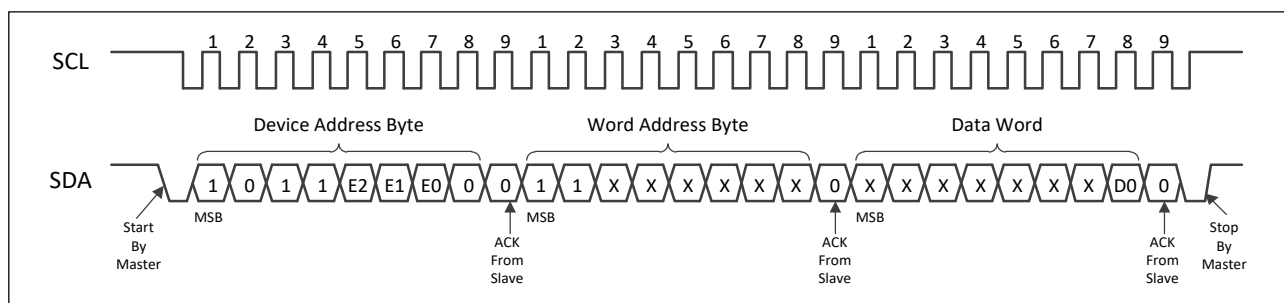 1 2 3 4 5 6 7 8 9 1 2 3 4 5 6 7 8 9 1 2 3 4 5 6 7 8 9
SCL
Device Address Byte Word Address Byte Data Word
SDA 1 0 1 1 E2 E1 E0 0 0 1 1 X X X X X X 0 X X X X X X X D0 0
MSB MSB MSB
Start
By
Master
ACK
From
Slave
ACK
From
Slave
ACK
From
Slave
Stop
By
Master